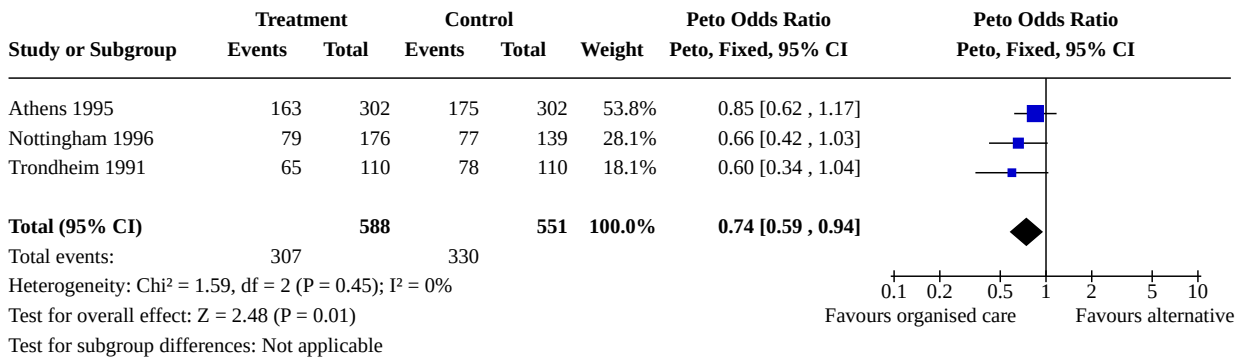 Treatment Control Peto Odds Ratio Peto Odds Ratio
Study or Subgroup Events Total Events Total Weight Peto, Fixed, 95% CI Peto, Fixed, 95% CI
Athens 1995 163 302 175 302 53.8% 0.85 [0.62 , 1.17]
Nottingham 1996 79 176 77 139 28.1% 0.66 [0.42 , 1.03]
Trondheim 1991 65 110 78 110 18.1% 0.60 [0.34 , 1.04]
Total (95% CI) 588 551 100.0% 0.74 [0.59 , 0.94]
Total events: 307 330
Heterogeneity: Chi² = 1.59, df = 2 (P = 0.45); I² = 0%
0.1 0.2 0.5 1 2 5 10
Test for overall effect: Z = 2.48 (P = 0.01) Favours organised care Favours alternative
Test for subgroup differences: Not applicable